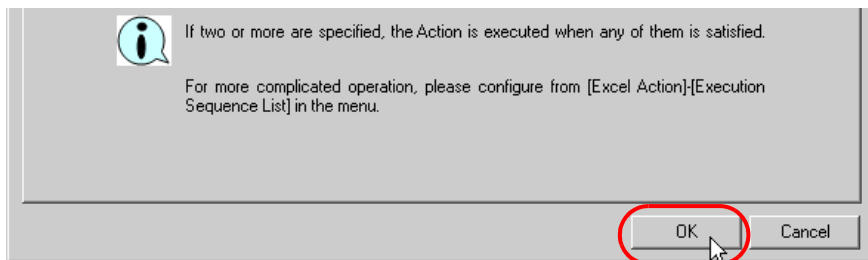 If two or more are specified, the Action is executed when any of them is satisfied.
For more complicated operation, please configure from [Excel Action]-[Execution
Sequence List] in the menu.
OK
Cancel